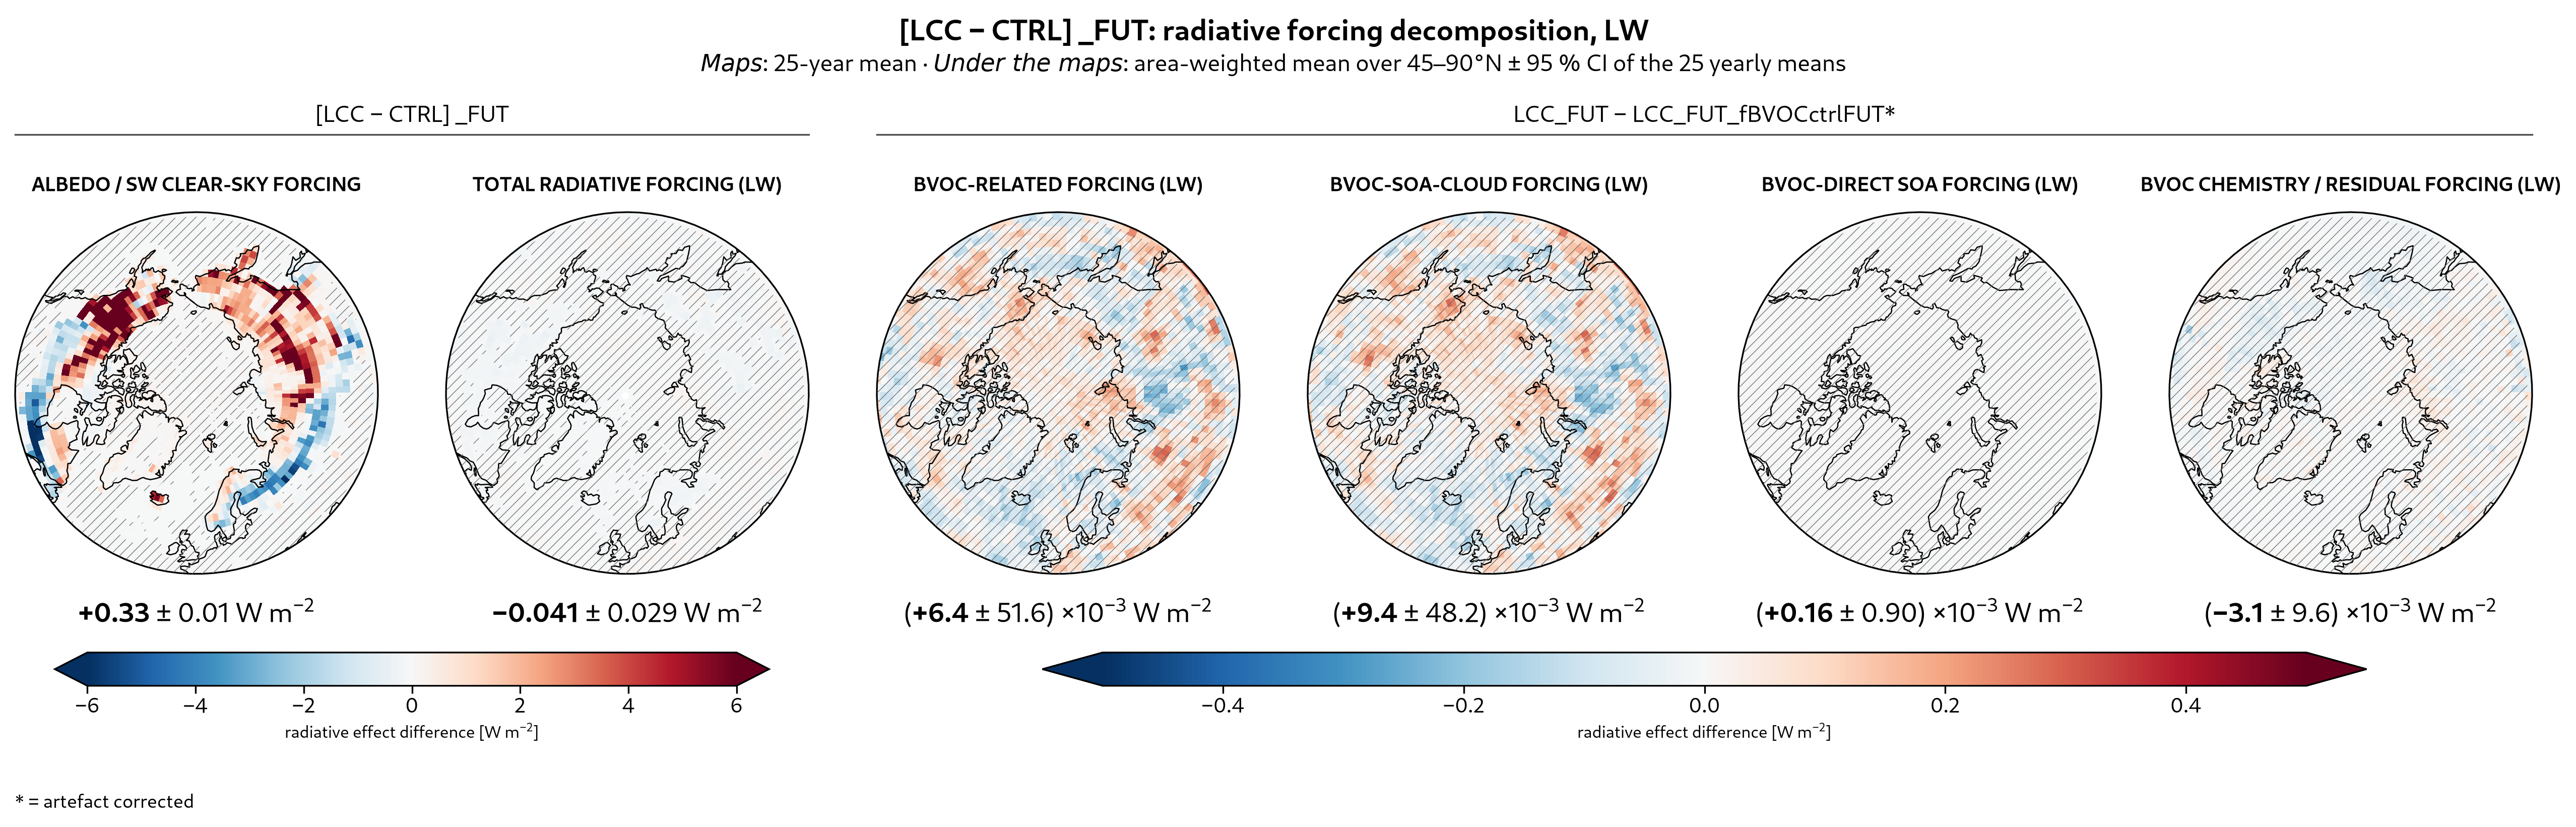 [LCC − CTRL] _FUT: radiative forcing decomposition, LW
Maps: 25-year mean · Under the maps: area-weighted mean over 45–90°N ± 95 % CI of the 25 yearly means
[LCC − CTRL] _FUT
LCC_FUT − LCC_FUT_fBVOCctrlFUT*
ALBEDO / SW CLEAR-SKY FORCING
TOTAL RADIATIVE FORCING (LW)
BVOC-RELATED FORCING (LW)
BVOC-SOA-CLOUD FORCING (LW)
BVOC-DIRECT SOA FORCING (LW)
BVOC CHEMISTRY / RESIDUAL FORCING (LW)
+0.33 ± 0.01 W m⁻²
−0.041 ± 0.029 W m⁻²
(+6.4 ± 51.6) ×10⁻³ W m⁻²
(+9.4 ± 48.2) ×10⁻³ W m⁻²
(+0.16 ± 0.90) ×10⁻³ W m⁻²
(−3.1 ± 9.6) ×10⁻³ W m⁻²
−6 −4 −2 0 2 4 6
radiative effect difference [W m⁻²]
−0.4 −0.2 0.0 0.2 0.4
radiative effect difference [W m⁻²]
* = artefact corrected